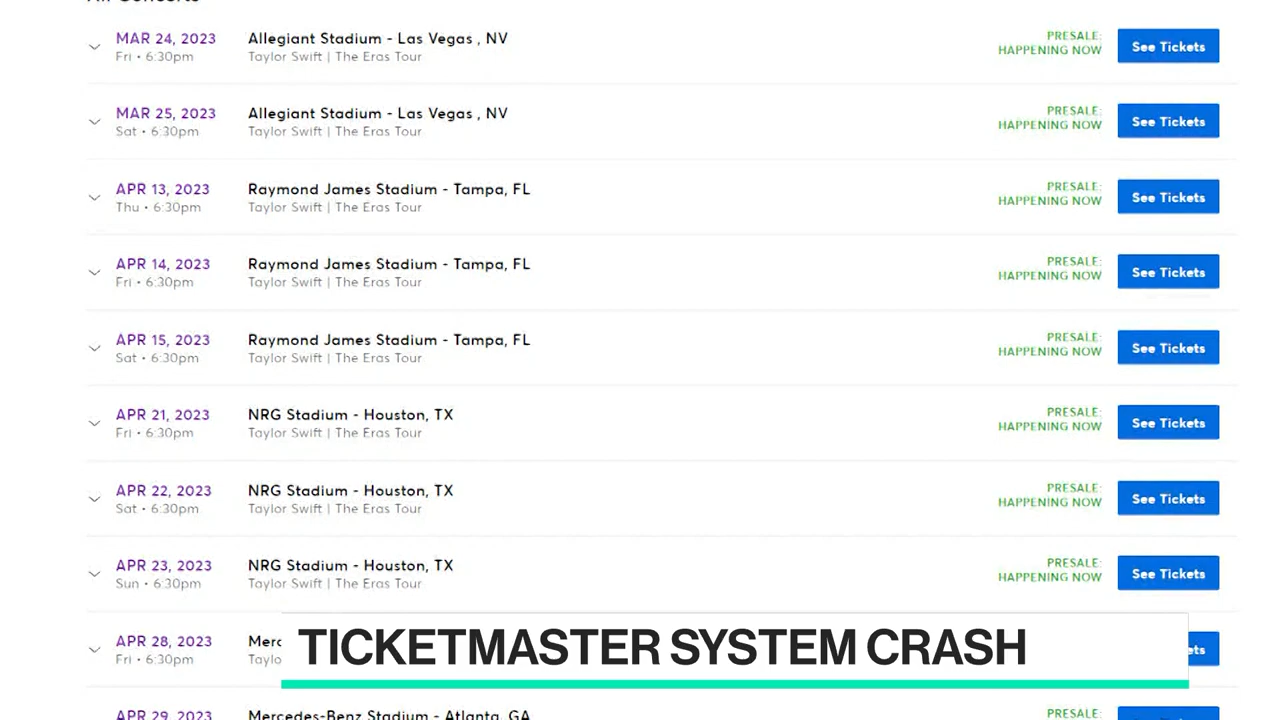 All Concerts
MAR 24, 2023
Fri • 6:30pm
Allegiant Stadium - Las Vegas , NV
Taylor Swift | The Eras Tour
PRESALE:
HAPPENING NOW
See Tickets
MAR 25, 2023
Sat • 6:30pm
Allegiant Stadium - Las Vegas , NV
Taylor Swift | The Eras Tour
PRESALE:
HAPPENING NOW
See Tickets
APR 13, 2023
Thu • 6:30pm
Raymond James Stadium - Tampa, FL
Taylor Swift | The Eras Tour
PRESALE:
HAPPENING NOW
See Tickets
APR 14, 2023
Fri • 6:30pm
Raymond James Stadium - Tampa, FL
Taylor Swift | The Eras Tour
PRESALE:
HAPPENING NOW
See Tickets
APR 15, 2023
Sat • 6:30pm
Raymond James Stadium - Tampa, FL
Taylor Swift | The Eras Tour
PRESALE:
HAPPENING NOW
See Tickets
APR 21, 2023
Fri • 6:30pm
NRG Stadium - Houston, TX
Taylor Swift | The Eras Tour
PRESALE:
HAPPENING NOW
See Tickets
APR 22, 2023
Sat • 6:30pm
NRG Stadium - Houston, TX
Taylor Swift | The Eras Tour
PRESALE:
HAPPENING NOW
See Tickets
APR 23, 2023
Sun • 6:30pm
NRG Stadium - Houston, TX
Taylor Swift | The Eras Tour
PRESALE:
HAPPENING NOW
See Tickets
APR 28, 2023
Fri • 6:30pm
Merc
Taylo
ets
TICKETMASTER SYSTEM CRASH
APR 29, 2023
Mercedes-Benz Stadium - Atlanta, GA
PRESALE: